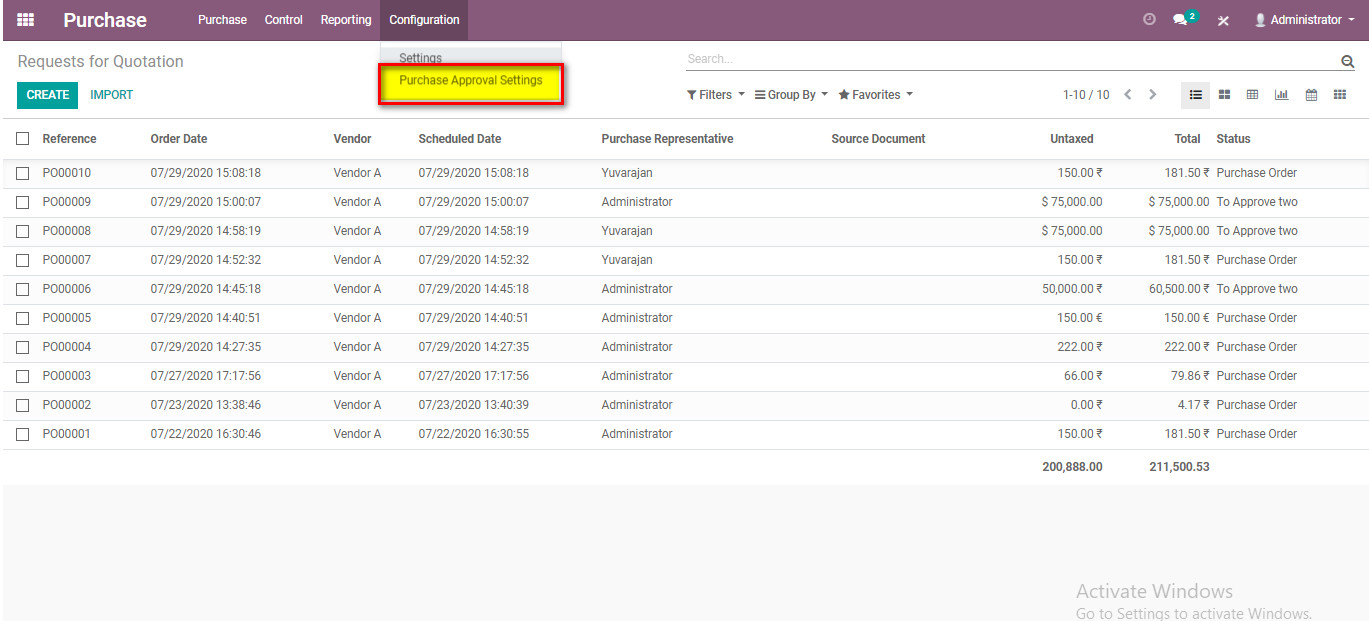 Purchase Purchase Control Reporting Configuration 2 Administrator
Requests for Quotation
Settings
Search...
Purchase Approval Settings
CREATE IMPORT
Filters Group By Favorites 1-10 / 10
Reference Order Date Vendor Scheduled Date Purchase Representative Source Document Untaxed Total Status
PO00010 07/29/2020 15:08:18 Vendor A 07/29/2020 15:08:18 Yuvarajan 150.00 ₹ 181.50 ₹ Purchase Order
PO00009 07/29/2020 15:00:07 Vendor A 07/29/2020 15:00:07 Administrator $ 75,000.00 $ 75,000.00 To Approve two
PO00008 07/29/2020 14:58:19 Vendor A 07/29/2020 14:58:19 Yuvarajan $ 75,000.00 $ 75,000.00 To Approve two
PO00007 07/29/2020 14:52:32 Vendor A 07/29/2020 14:52:32 Yuvarajan 150.00 ₹ 181.50 ₹ Purchase Order
PO00006 07/29/2020 14:45:18 Vendor A 07/29/2020 14:45:18 Administrator 50,000.00 ₹ 60,500.00 ₹ To Approve two
PO00005 07/29/2020 14:40:51 Vendor A 07/29/2020 14:40:51 Administrator 150.00 € 150.00 € Purchase Order
PO00004 07/29/2020 14:27:35 Vendor A 07/29/2020 14:27:35 Administrator 222.00 ₹ 222.00 ₹ Purchase Order
PO00003 07/27/2020 17:17:56 Vendor A 07/27/2020 17:17:56 Administrator 66.00 ₹ 79.86 ₹ Purchase Order
PO00002 07/23/2020 13:38:46 Vendor A 07/23/2020 13:40:39 Administrator 0.00 ₹ 4.17 ₹ Purchase Order
PO00001 07/22/2020 16:30:46 Vendor A 07/22/2020 16:30:55 Administrator 150.00 ₹ 181.50 ₹ Purchase Order
200,888.00 211,500.53
Activate Windows
Go to Settings to activate Windows.